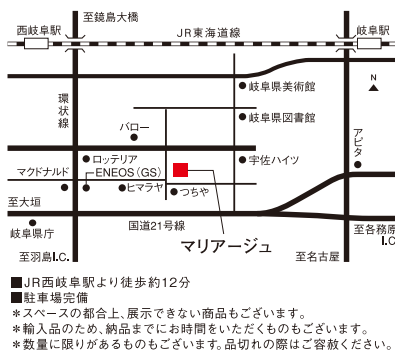 至鏡島大橋
西岐阜駅
JR東海道線
岐阜駅
N
岐阜県美術館
環状線
岐阜県図書館
バロー
アピタ
ロッテリア
宇佐ハイツ
マクドナルド
ENEOS(GS)
ヒマラヤ
つちや
至大垣
国道21号線
岐阜県庁
マリアージュ
至各務原I.C.
至羽島I.C.
至名古屋
■JR西岐阜駅より徒歩約12分
■駐車場完備
*スペースの都合上、展示できない商品もございます。
*輸入品のため、納品までにお時間をいただくものもございます。
*数量に限りがあるものもございます。品切れの際はご容赦ください。